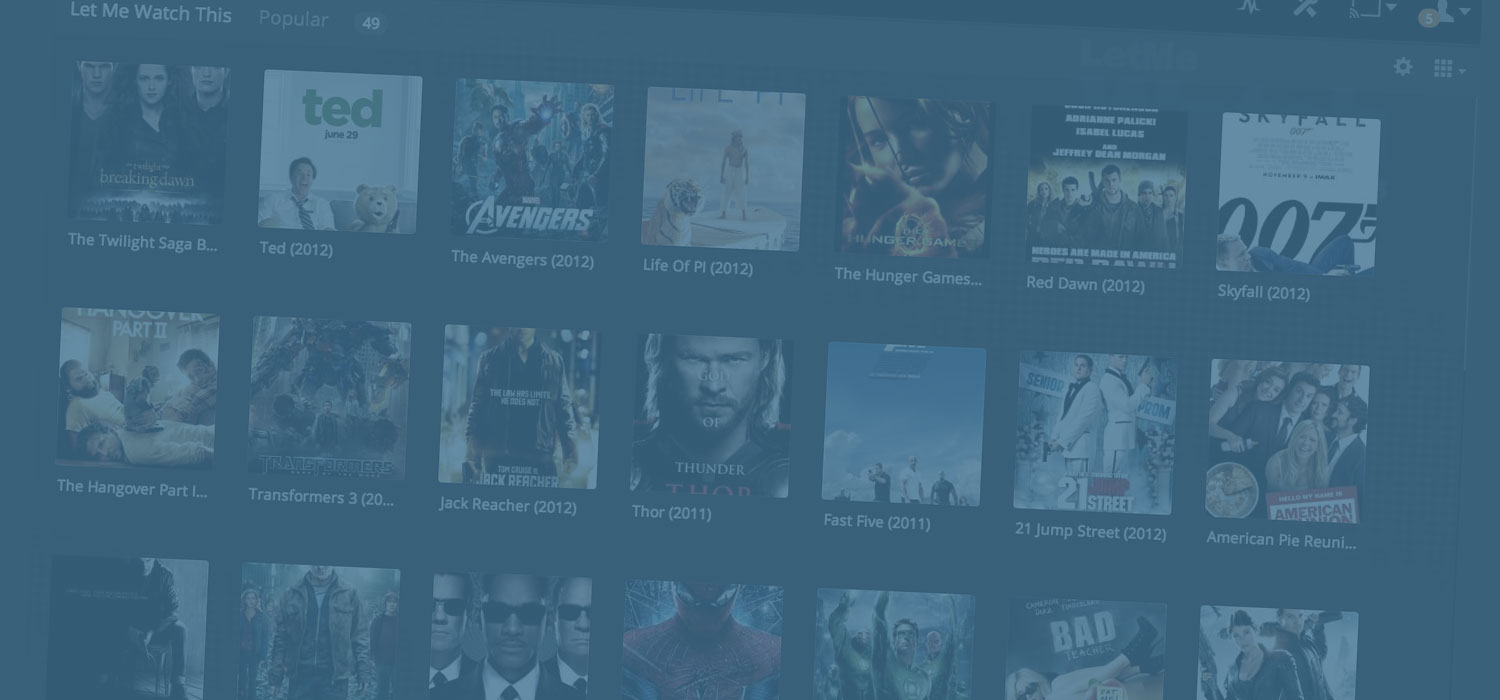 Let Me Watch This Popular 49
5
the twilight saga
breaking dawn
The Twilight Saga B...
ted
june 29
Ted (2012)
MARVEL
AVENGERS
The Avengers (2012)
LIFE OF PI
Life Of PI (2012)
THE
HUNGER GAMES
The Hunger Games...
ADRIANNE PALICKI
ISABEL LUCAS
AND
JEFFREY DEAN MORGAN
HEROES ARE MADE IN AMERICA
RED DAWN
Red Dawn (2012)
SKYFALL
007
NOVEMBER 9 IMAX
007
Skyfall (2012)
HANGOVER
PART II
The Hangover Part I...
TRANSFORMERS
Transformers 3 (20...
THE LAW HAS LIMITS.
HE DOES NOT.
TOM CRUISE IS
JACK REACHER
Jack Reacher (2012)
GOD
OF
THUNDER
THOR
Thor (2011)
Fast Five (2011)
SENIOR
PROM
21 JUMP
STREET
21 Jump Street (2012)
HELLO MY NAME IS
AMERICAN
REUNION
American Pie Reuni...
CAMERON
DIAZ
TIMBERLAKE
BAD
TEACHER
EAT
ME!